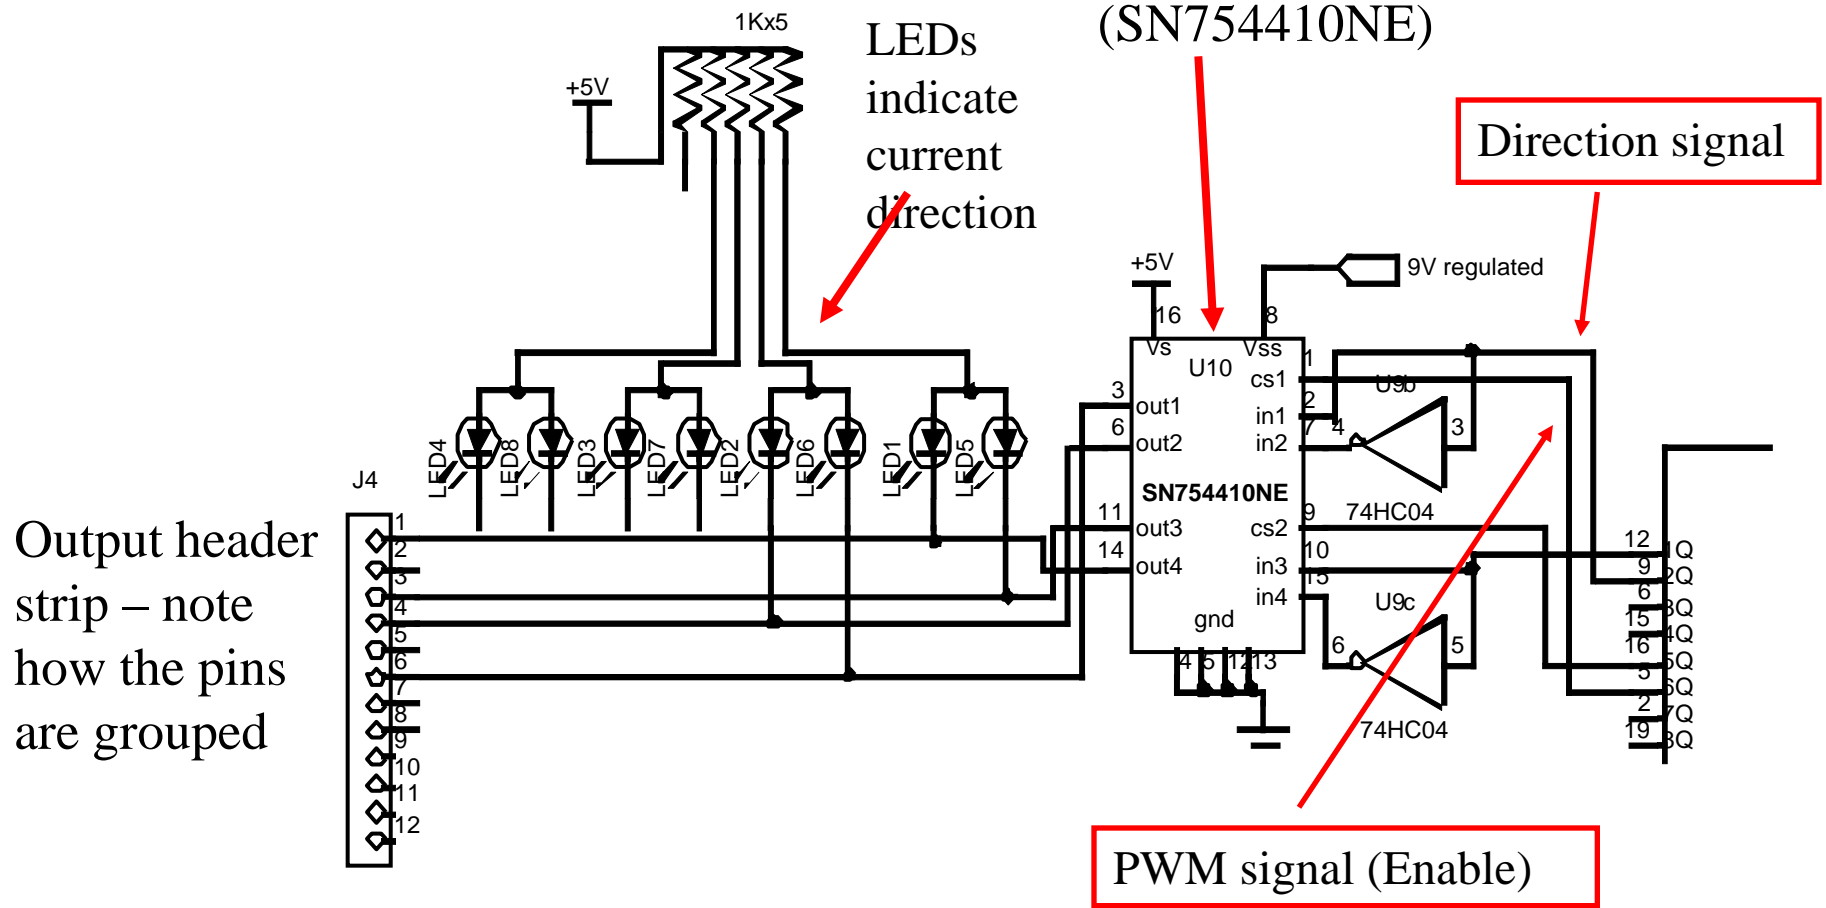 (SN754410NE)
1Kx5
LEDs
indicate
current
direction
+5V
Direction signal
+5V
9V regulated
16
8
Vs
Vss
U10
1
cs1
U9b
3
out1
2
in1
6
out2
7
in2
4
3
LED4
LED8
LED3
LED7
LED2
LED6
LED1
LED5
J4
SN754410NE
11
out3
9
cs2
74HC04
14
out4
10
in3
15
in4
U9c
gnd
6
5
4
5
12
13
74HC04
Output header
strip – note
how the pins
are grouped
1
2
3
4
5
6
7
8
9
10
11
12
12
1Q
9
2Q
6
3Q
15
4Q
16
5Q
5
6Q
2
7Q
19
8Q
PWM signal (Enable)